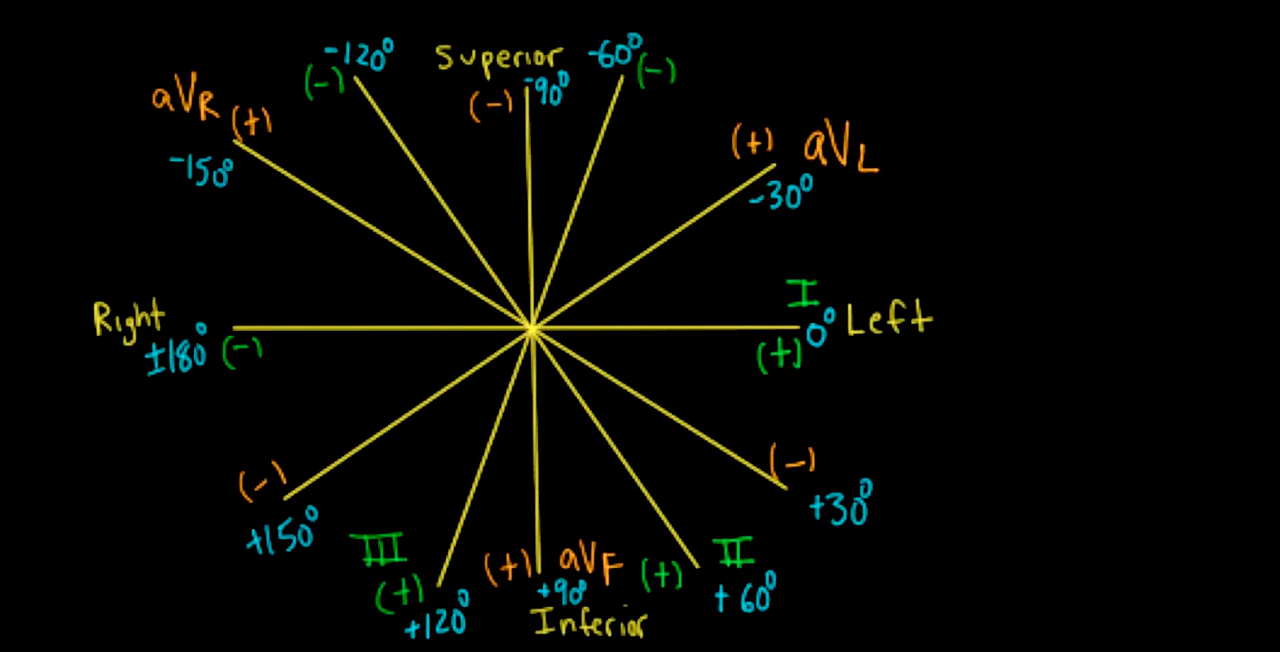 -120°
(-)
Superior
-90°
(-)
-60°
(-)
aVR (+)
-150°
(+) aVL
-30°
Right
±180° (-)
I
0° Left
(+)
(-)
+150°
(-)
+30°
III
(+)
+120°
(+) aVF
+90°
Inferior
(+) II
+60°